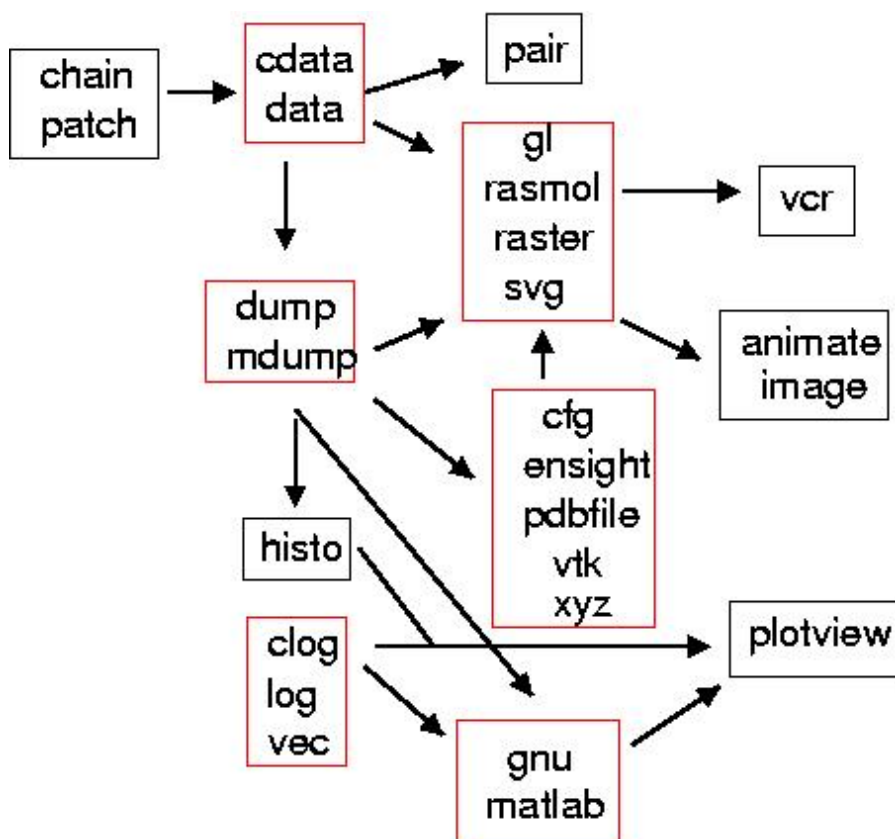 chain
patch
cdata
data
pair
gl
rasmol
raster
svg
vcr
dump
mdump
animate
image
cfg
ensight
pdbfile
vtk
xyz
histo
clog
log
vec
plotview
gnu
matlab